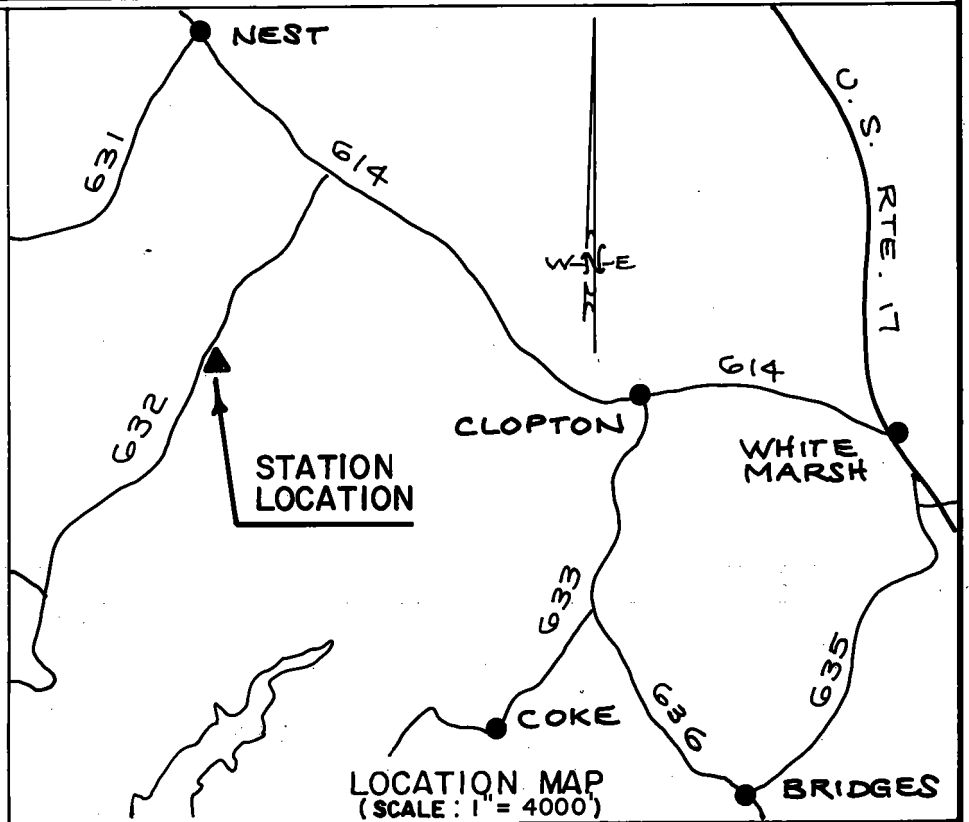 NEST
631
614
U.S. RTE. 17
W N E
632
STATION
LOCATION
614
CLOPTON
WHITE
MARSH
633
635
636
COKE
BRIDGES
LOCATION MAP
(SCALE: 1" = 4000')